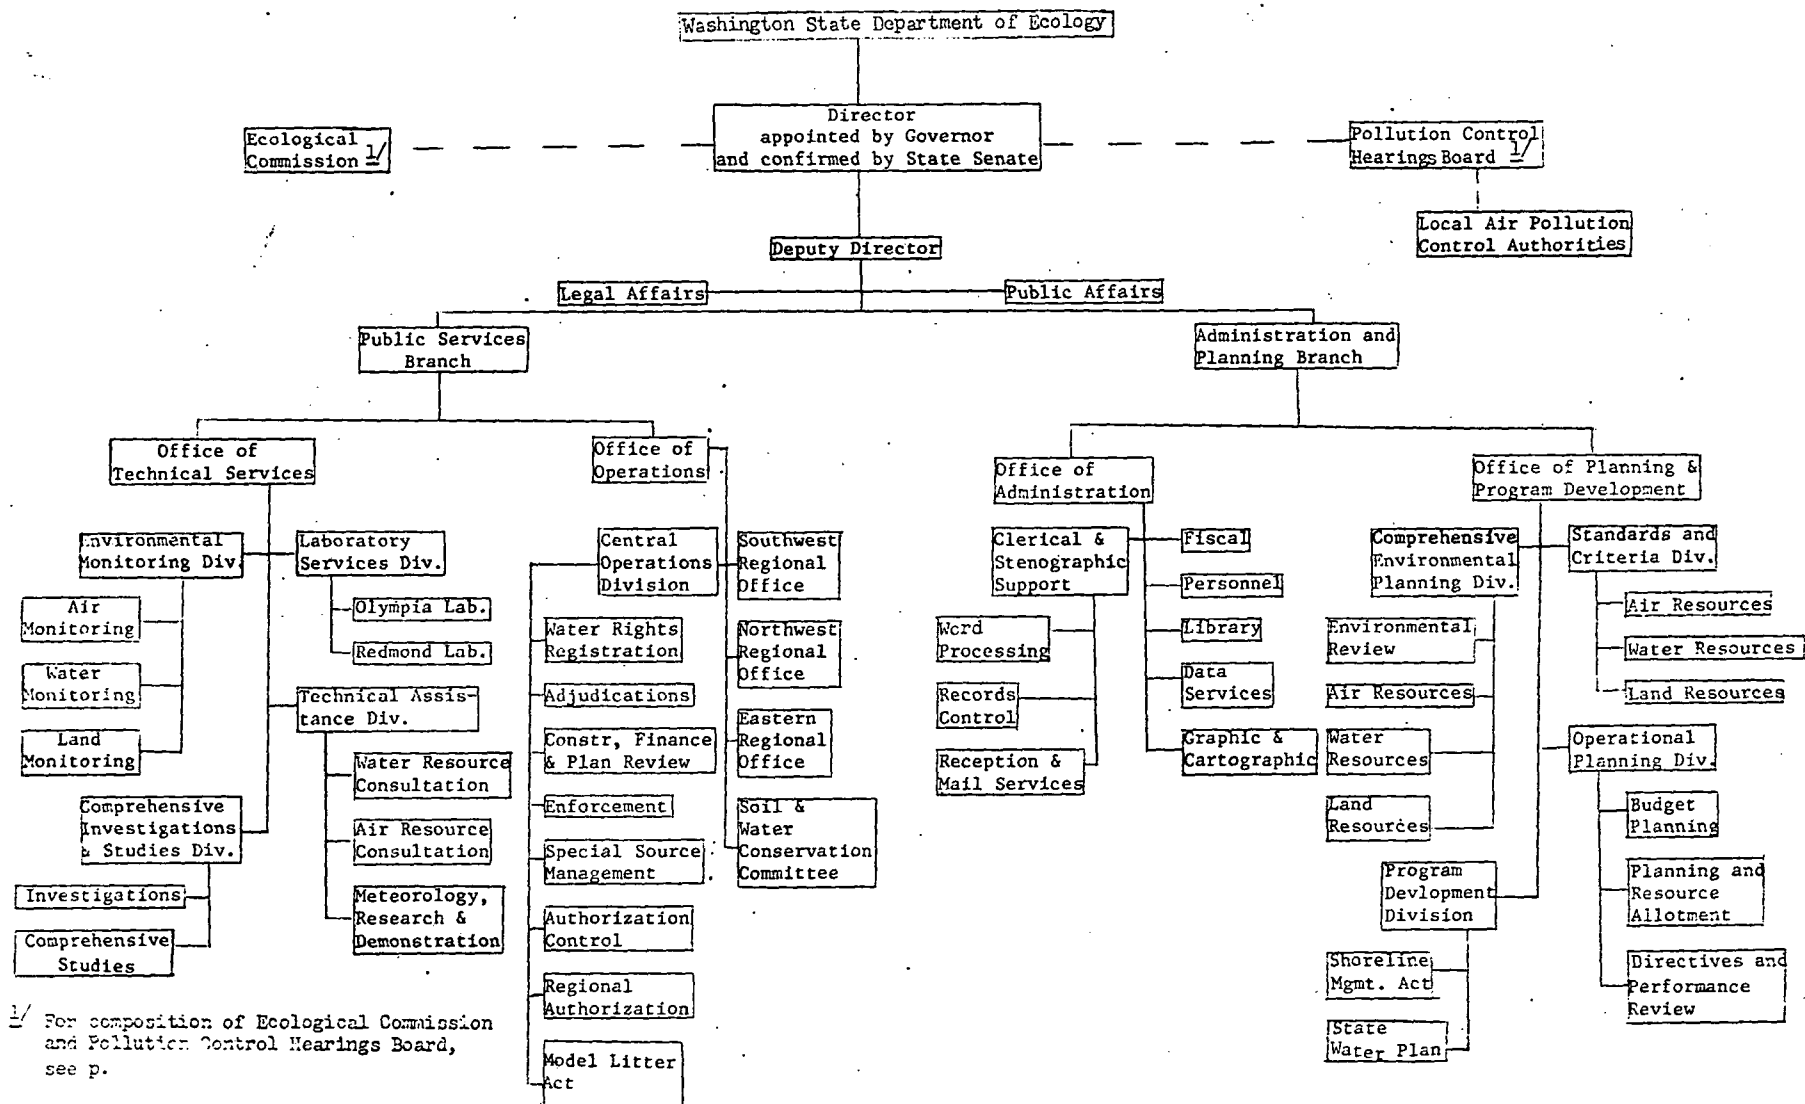 Washington State Department of Ecology
Director
appointed by Governor
and confirmed by State Senate
Ecological
Commission 1/
Pollution Control
Hearings Board 1/
Local Air Pollution
Control Authorities
Deputy Director
Legal Affairs
Public Affairs
Public Services
Branch
Administration and
Planning Branch
Office of
Technical Services
Office of
Operations
Office of
Administration
Office of Planning &
Program Development
Environmental
Monitoring Div.
Air
Monitoring
Water
Monitoring
Land
Monitoring
Laboratory
Services Div.
Olympia Lab.
Redmond Lab.
Technical Assis-
tance Div.
Water Resource
Consultation
Air Resource
Consultation
Meteorology,
Research &
Demonstration
Comprehensive
Investigations
& Studies Div.
Investigations
Comprehensive
Studies
Central
Operations
Division
Water Rights
Registration
Adjudications
Constr, Finance
& Plan Review
Enforcement
Special Source
Management
Authorization
Control
Regional
Authorization
Model Litter
Act
Southwest
Regional
Office
Northwest
Regional
Office
Eastern
Regional
Office
Soil &
Water
Conservation
Committee
Clerical &
Stenographic
Support
Word
Processing
Records
Control
Reception &
Mail Services
Fiscal
Personnel
Library
Data
Services
Graphic &
Cartographic
Comprehensive
Environmental
Planning Div.
Environmental
Review
Air Resources
Water
Resources
Land
Resources
Standards and
Criteria Div.
Air Resources
Water Resources
Land Resources
Operational
Planning Div.
Budget
Planning
Planning and
Resource
Allotment
Directives and
Performance
Review
Program
Devlopment
Division
Shoreline
Mgmt. Act
State
Water Plan
1/ For composition of Ecological Commission
and Pollution Control Hearings Board,
see p.